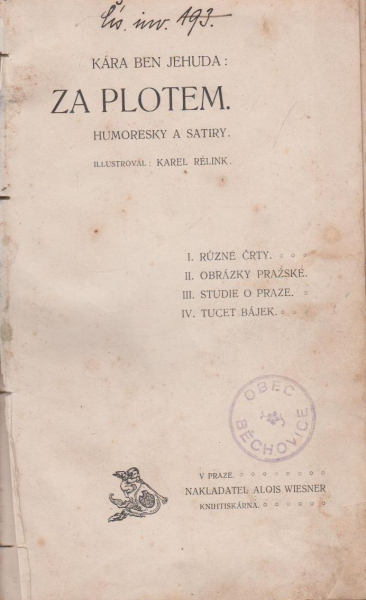 Čís. inv. 493.
KÁRA BEN JEHUDA:
ZA PLOTEM.
HUMORESKY A SATIRY.
ILLUSTROVAL: KAREL RÉLINK.
I. RŮZNÉ ČRTY.
II. OBRÁZKY PRAŽSKÉ.
III. STUDIE O PRAZE.
IV. TUCET BÁJEK.
OBEC
BĚCHOVICE
V PRAZE.
NAKLADATEL ALOIS WIESNER
KNIHTISKÁRNA.